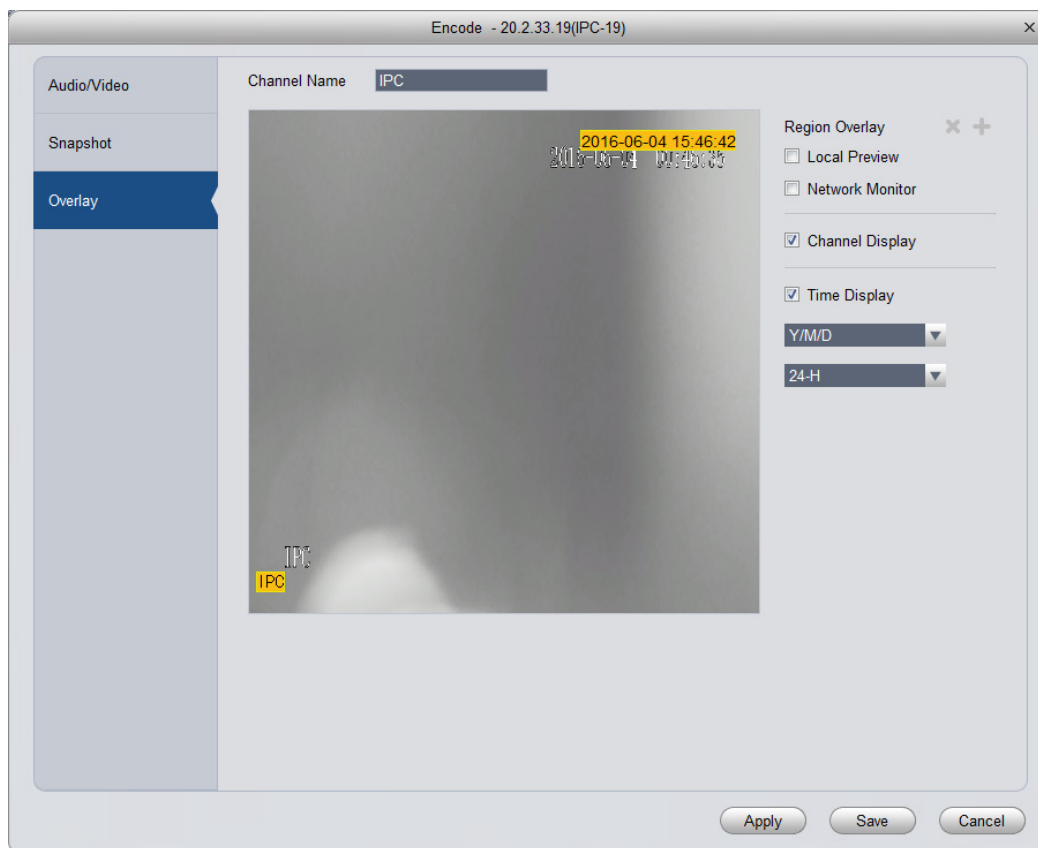 Encode - 20.2.33.19(IPC-19)
Audio/Video
Snapshot
Overlay
Channel Name IPC
2016-06-04 15:46:42
IPC
IPC
Region Overlay
Local Preview
Network Monitor
Channel Display
Time Display
Y/M/D
24-H
Apply Save Cancel